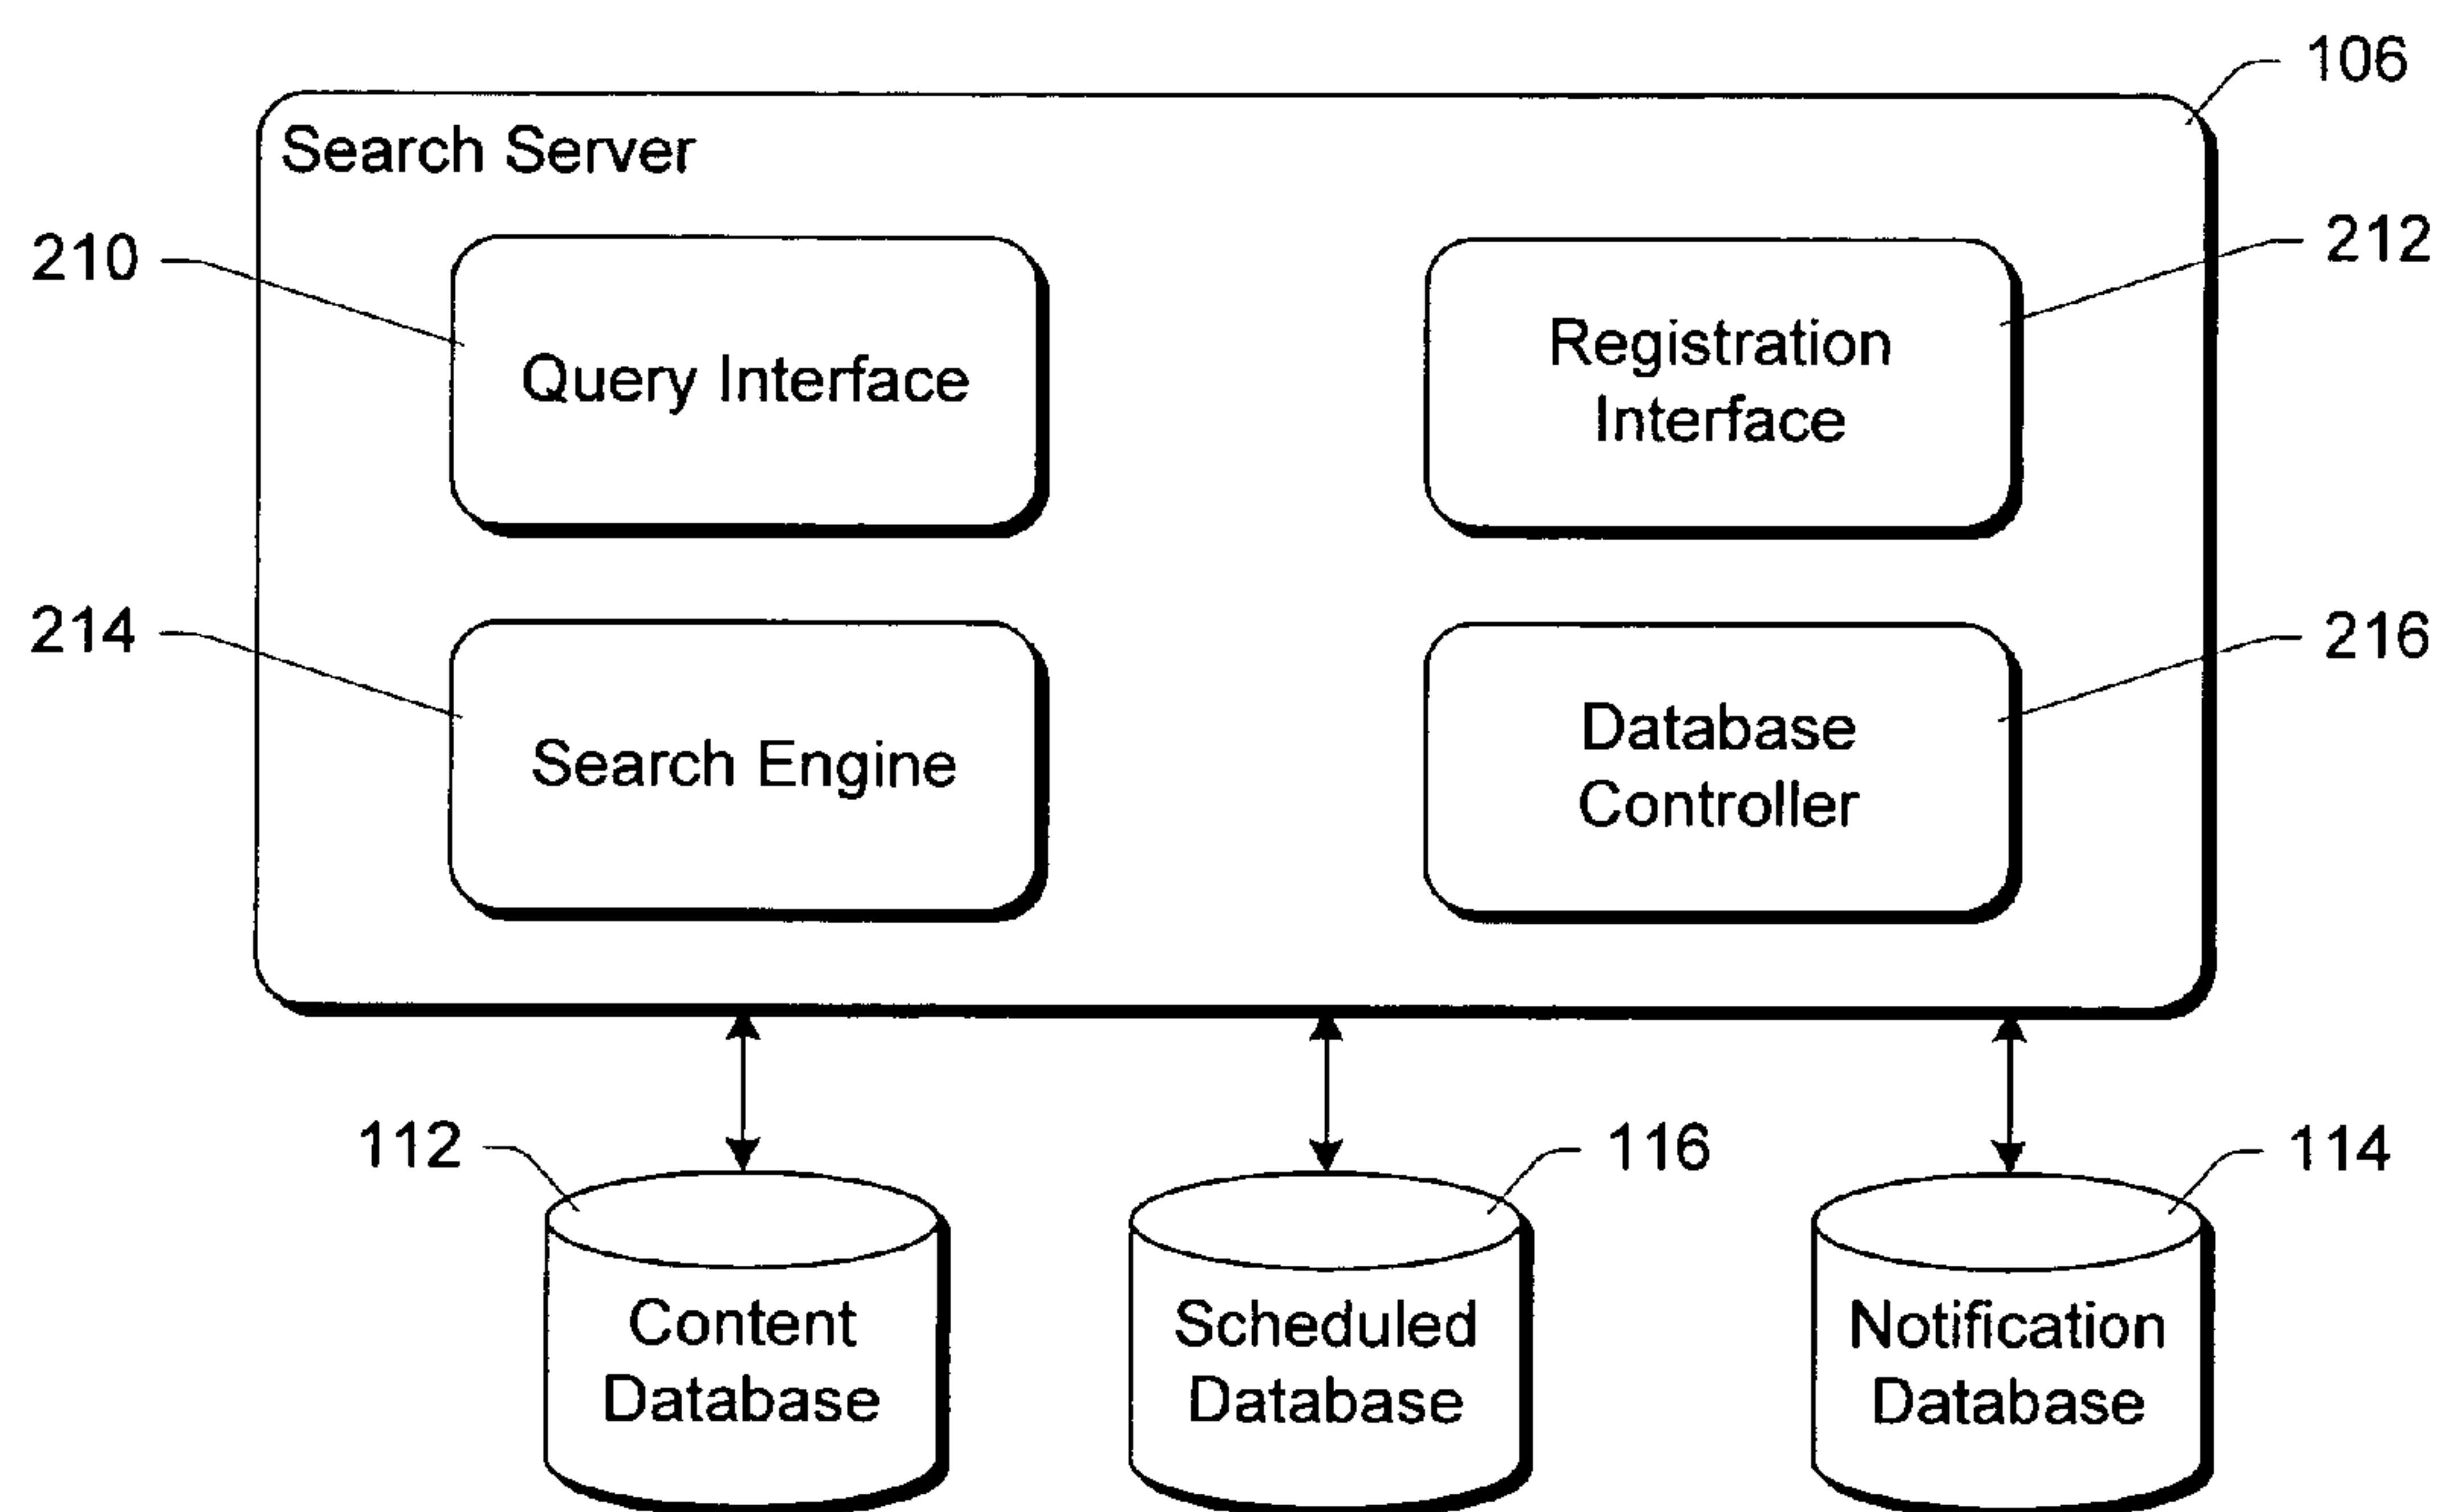 106
Search Server
210
212
Query Interface
Registration
Interface
214
216
Search Engine
Database
Controller
112
116
114
Content
Database
Scheduled
Database
Notification
Database